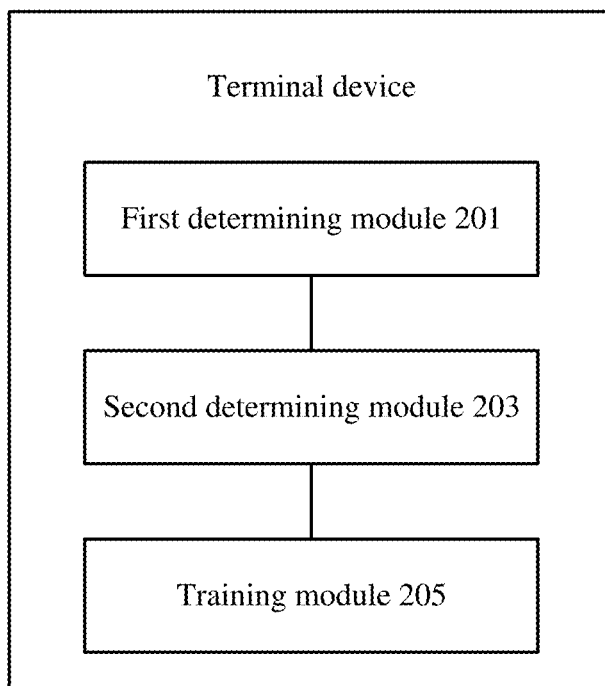 Terminal device
First determining module 201
Second determining module 203
Training module 205